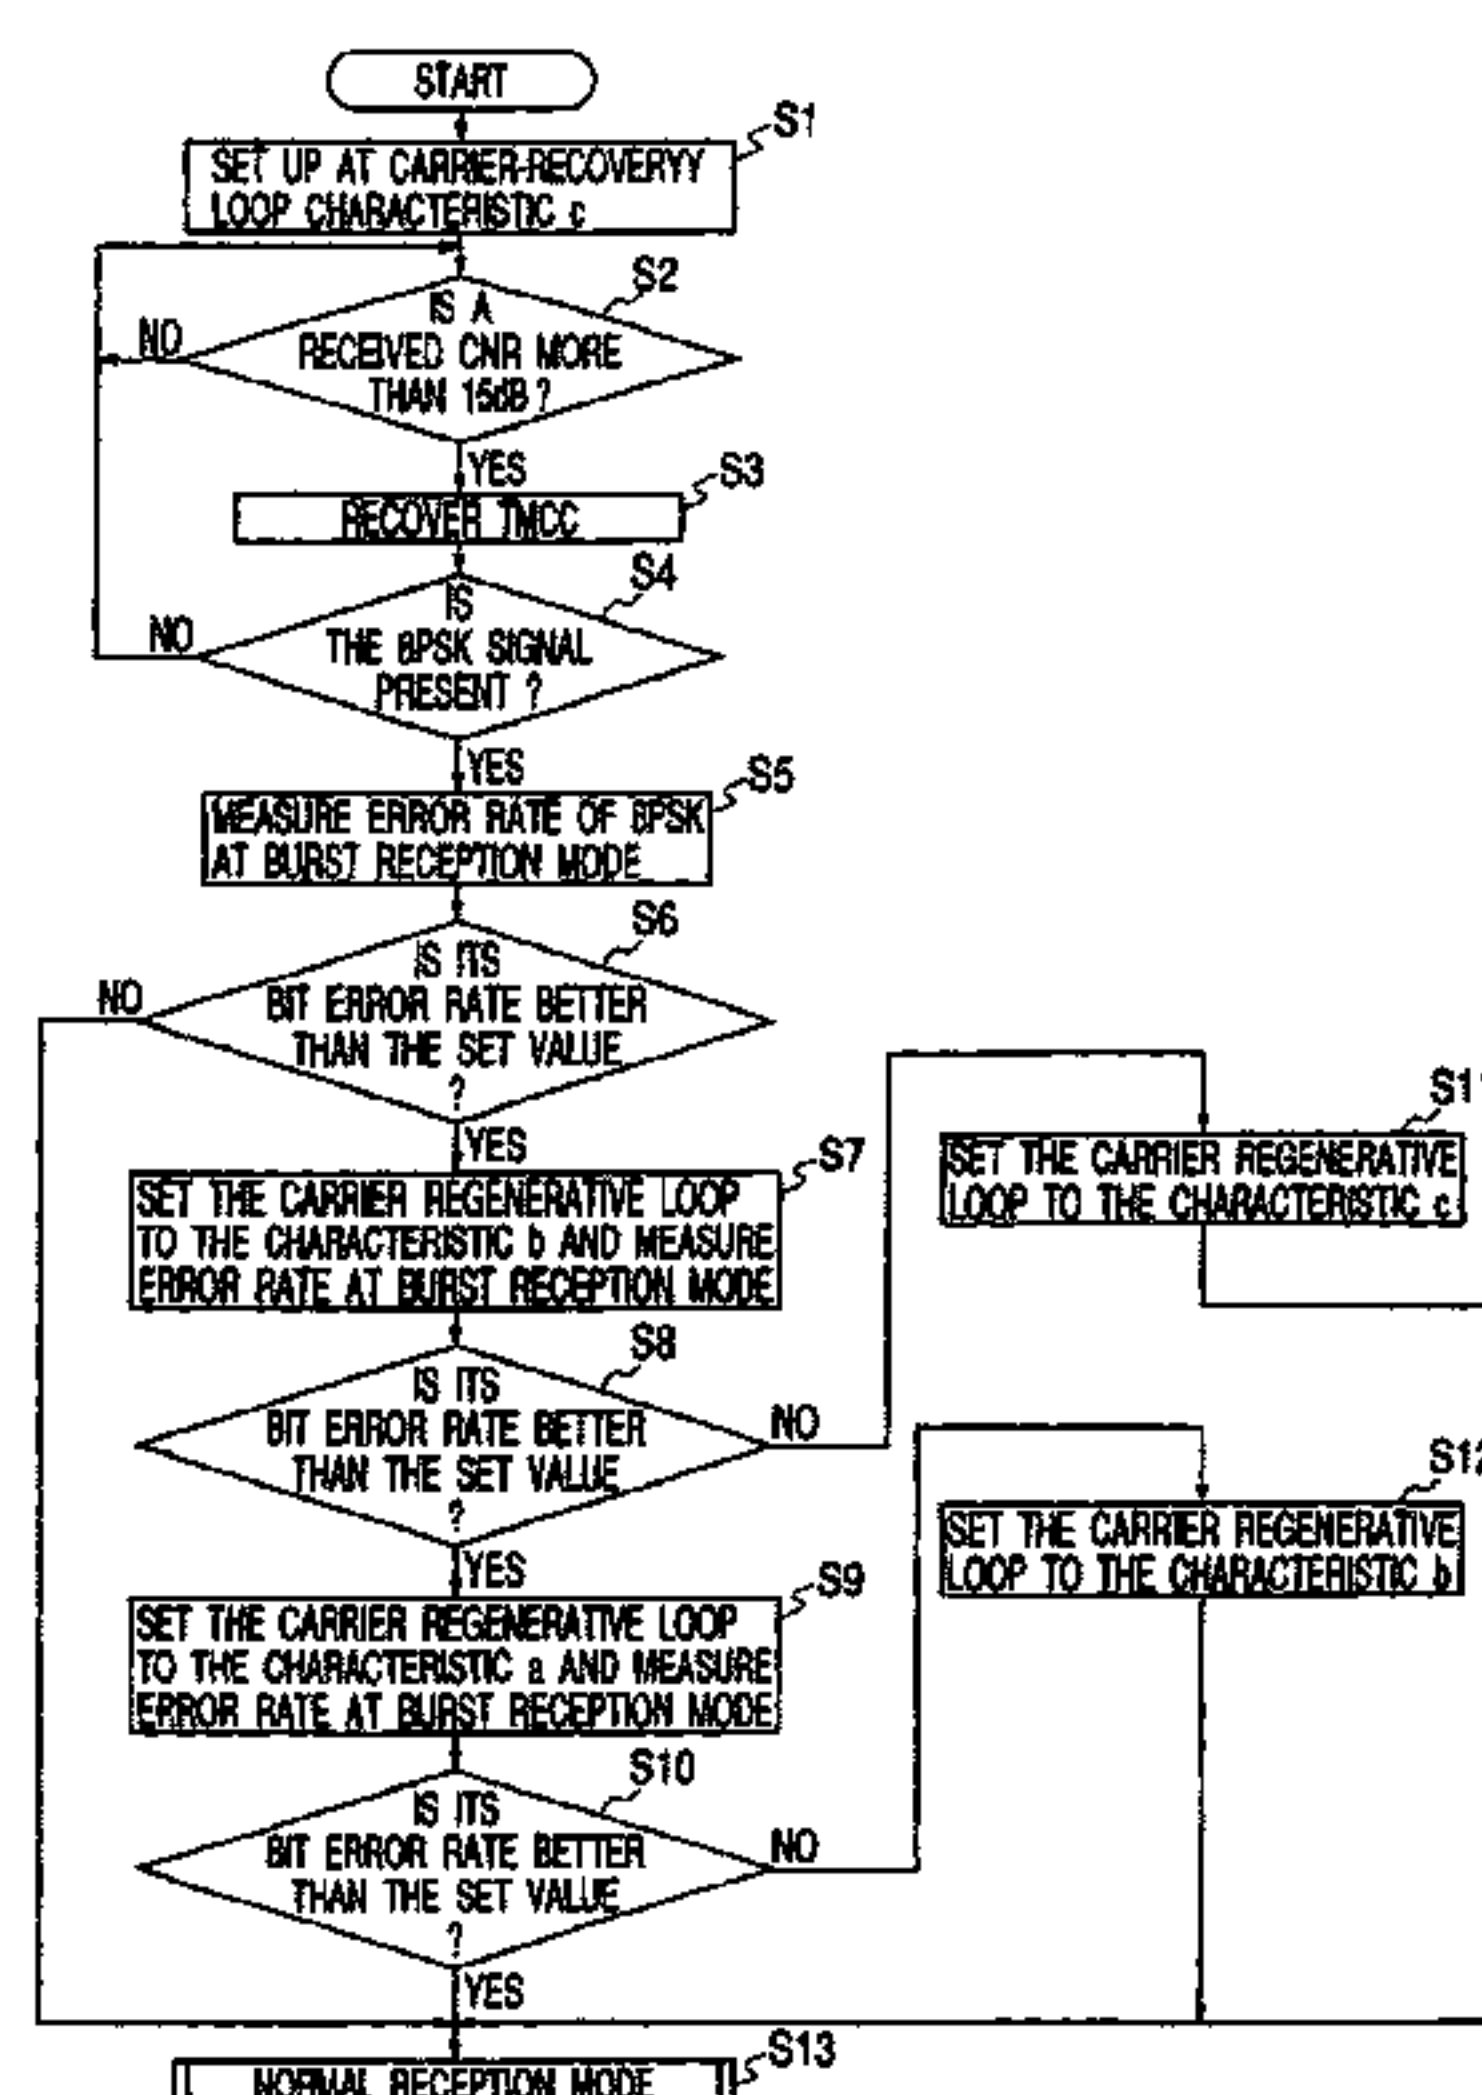 START
S1
SET UP AT CARRIER-RECOVERYY
LOOP CHARACTERISTIC c
S2
IS A
RECEIVED CNR MORE
THAN 15dB ?
NO
YES
S3
RECOVER TMCC
S4
IS
THE 8PSK SIGNAL
PRESENT ?
NO
YES
S5
MEASURE ERROR RATE OF 8PSK
AT BURST RECEPTION MODE
S6
IS ITS
BIT ERROR RATE BETTER
THAN THE SET VALUE
?
NO
YES
S7
SET THE CARRIER REGENERATIVE LOOP
TO THE CHARACTERISTIC b AND MEASURE
ERROR RATE AT BURST RECEPTION MODE
S11
SET THE CARRIER REGENERATIVE
LOOP TO THE CHARACTERISTIC c
S8
IS ITS
BIT ERROR RATE BETTER
THAN THE SET VALUE
?
NO
YES
S12
SET THE CARRIER REGENERATIVE
LOOP TO THE CHARACTERISTIC b
S9
SET THE CARRIER REGENERATIVE LOOP
TO THE CHARACTERISTIC a AND MEASURE
ERROR RATE AT BURST RECEPTION MODE
S10
IS ITS
BIT ERROR RATE BETTER
THAN THE SET VALUE
?
NO
YES
S13
NORMAL RECEPTION MODE